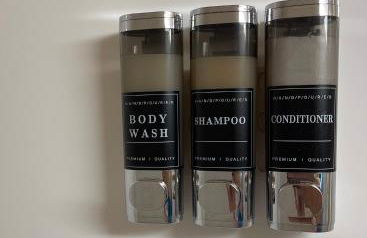 BODY
WASH
PREMIUM | QUALITY
SHAMPOO
PREMIUM | QUALITY
CONDITIONER
PREMIUM | QUALITY